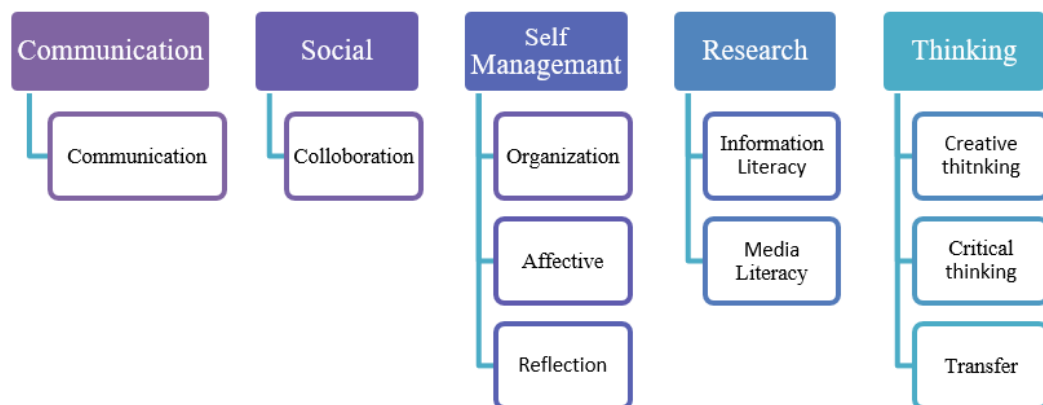 Communication
Communication
Social
Colloboration
Self
Managemant
Organization
Affective
Reflection
Research
Information
Literacy
Media
Literacy
Thinking
Creative
thitnking
Critical
thinking
Transfer